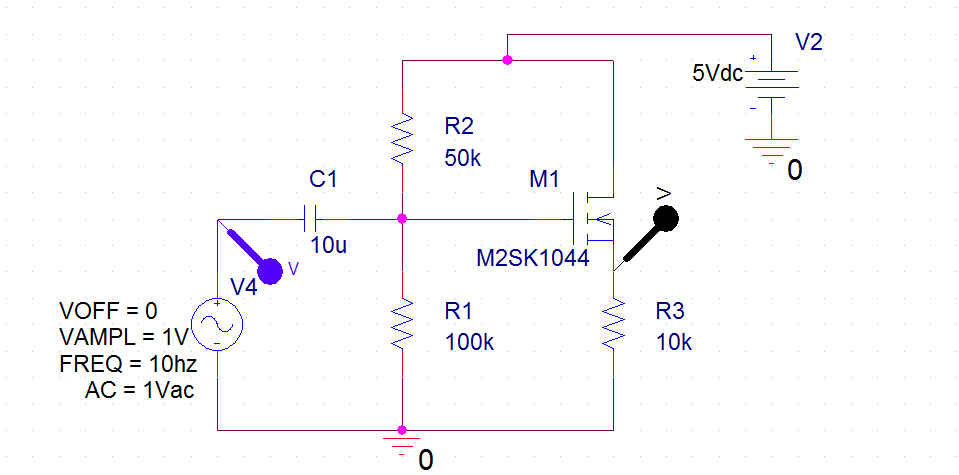 V2
5Vdc
+
-
0
R2
50k
C1
10u
M1
M2SK1044
V
V
V4
+
-
VOFF = 0
VAMPL = 1V
FREQ = 10hz
AC = 1Vac
R1
100k
R3
10k
0